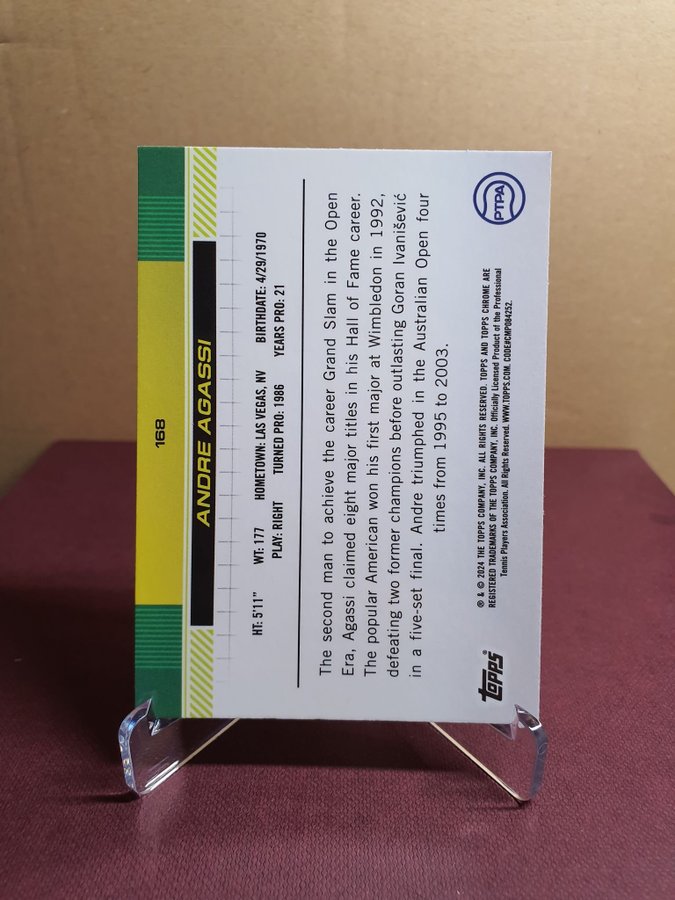 168
ANDRE AGASSI
HT: 5'11" WT: 177 HOMETOWN: LAS VEGAS, NV BIRTHDATE: 4/29/1970
PLAY: RIGHT TURNED PRO: 1986 YEARS PRO: 21
The second man to achieve the career Grand Slam in the Open
Era, Agassi claimed eight major titles in his Hall of Fame career.
The popular American won his first major at Wimbledon in 1992,
defeating two former champions before outlasting Goran Ivanišević
in a five-set final. Andre triumphed in the Australian Open four
times from 1995 to 2003.
topps®
® & © 2024 THE TOPPS COMPANY, INC. ALL RIGHTS RESERVED. TOPPS AND TOPPS CHROME ARE
REGISTERED TRADEMARKS OF THE TOPPS COMPANY, INC. Officially Licensed Product of the Professional
Tennis Players Association. All Rights Reserved. WWW.TOPPS.COM. CODE#CMP084252.
PTPA